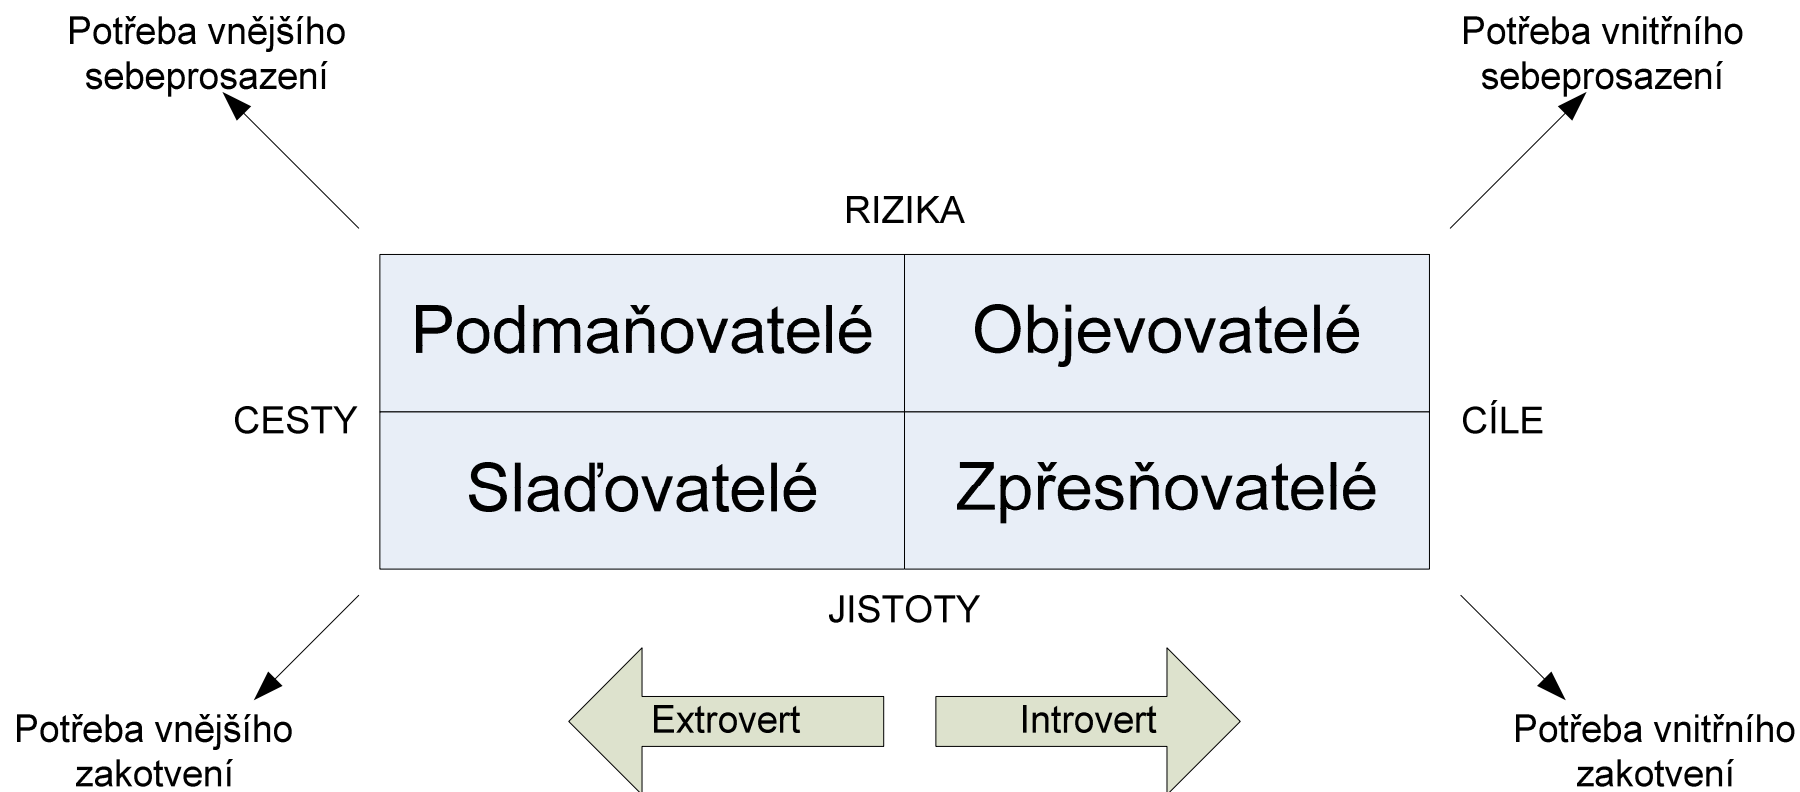 Potřeba vnějšího
sebeprosazení
Potřeba vnitřního
sebeprosazení
RIZIKA
Podmaňovatelé
Objevovatelé
CESTY
CÍLE
Slaďovatelé
Zpřesňovatelé
JISTOTY
Extrovert
Introvert
Potřeba vnějšího
zakotvení
Potřeba vnitřního
zakotvení